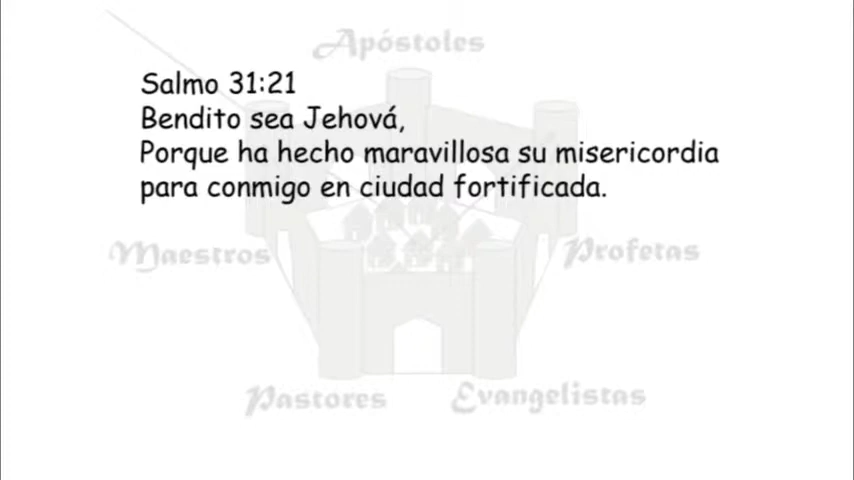 Apóstoles
Salmo 31:21
Bendito sea Jehová,
Porque ha hecho maravillosa su misericordia
para conmigo en ciudad fortificada.
Maestros
Profetas
Pastores
Evangelistas